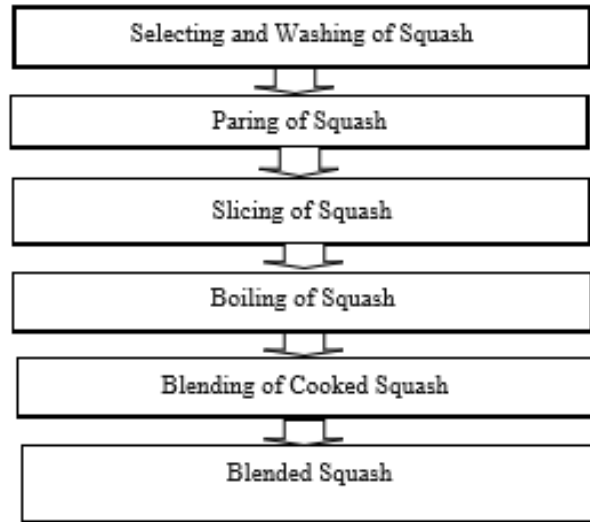 Selecting and Washing of Squash
Paring of Squash
Slicing of Squash
Boiling of Squash
Blending of Cooked Squash
Blended Squash